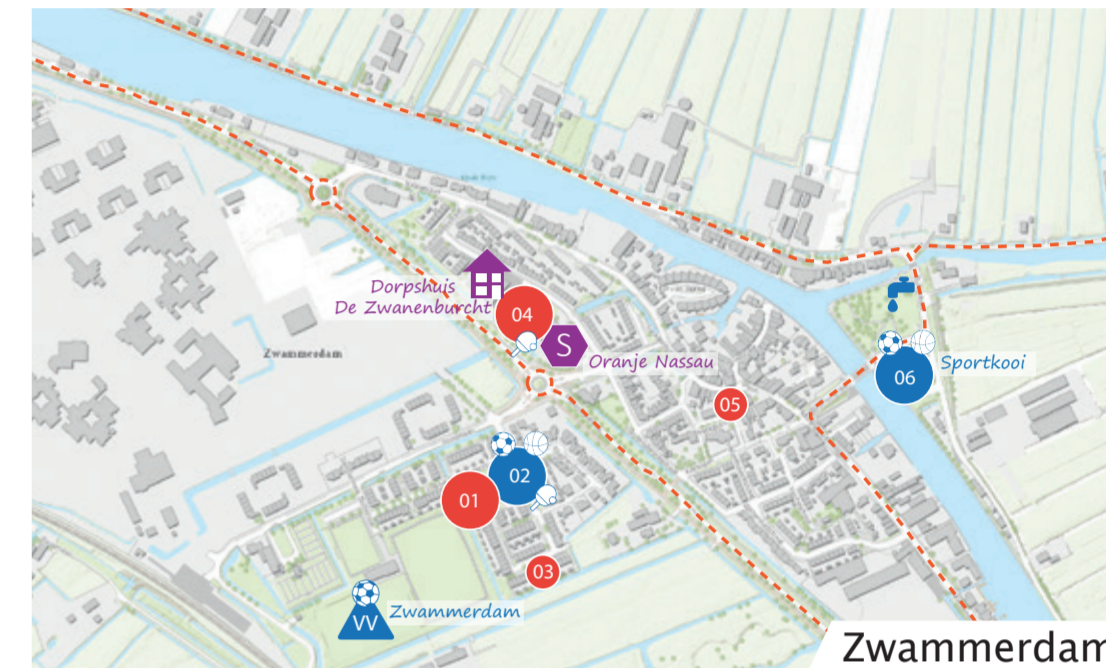 Dorpshuis
De Zwanenburcht
04
S
Oranje Nassau
Zwammerdam
05
06
Sportkooi
02
01
03
VV
Zwammerdam
Zwammerdam